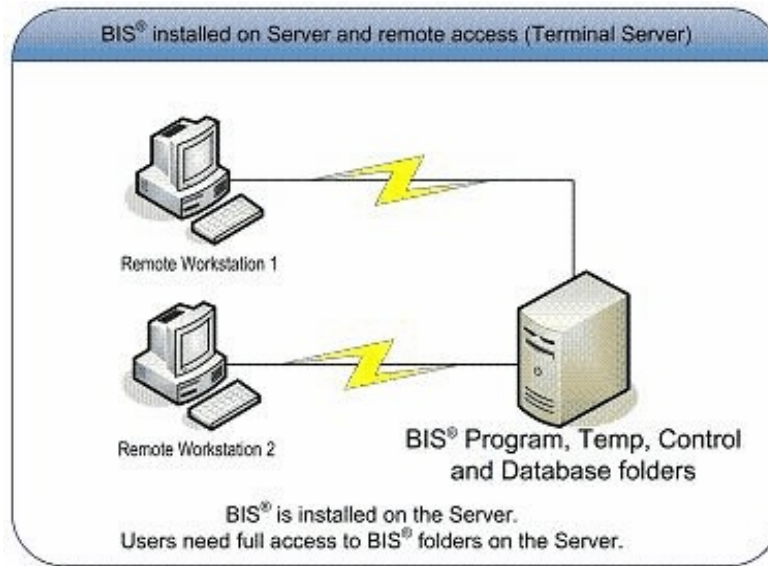 BIS® installed on Server and remote access (Terminal Server)
Remote Workstation 1
Remote Workstation 2
BIS® Program, Temp, Control
and Database folders
BIS® is installed on the Server.
Users need full access to BIS® folders on the Server.